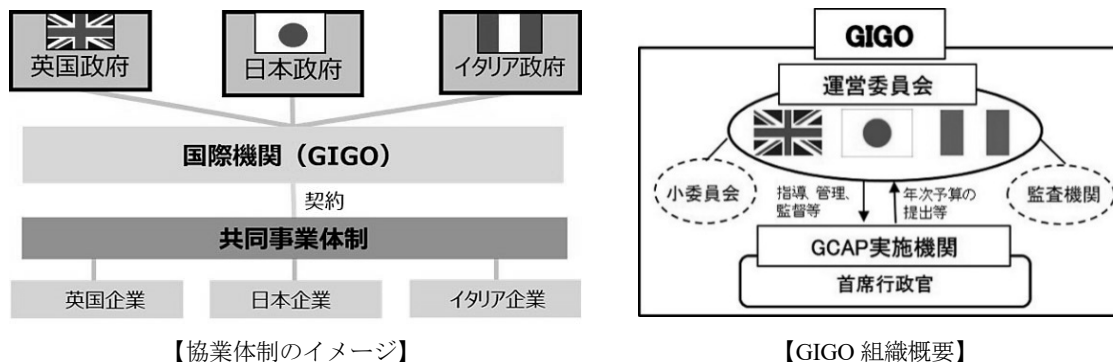 英国政府
日本政府
イタリア政府
国際機関（GIGO）
契約
共同事業体制
英国企業
日本企業
イタリア企業
【協業体制のイメージ】
GIGO
運営委員会
小委員会
指導、管理、
監督等
年次予算の
提出等
監査機関
GCAP実施機関
首席行政官
【GIGO 組織概要】